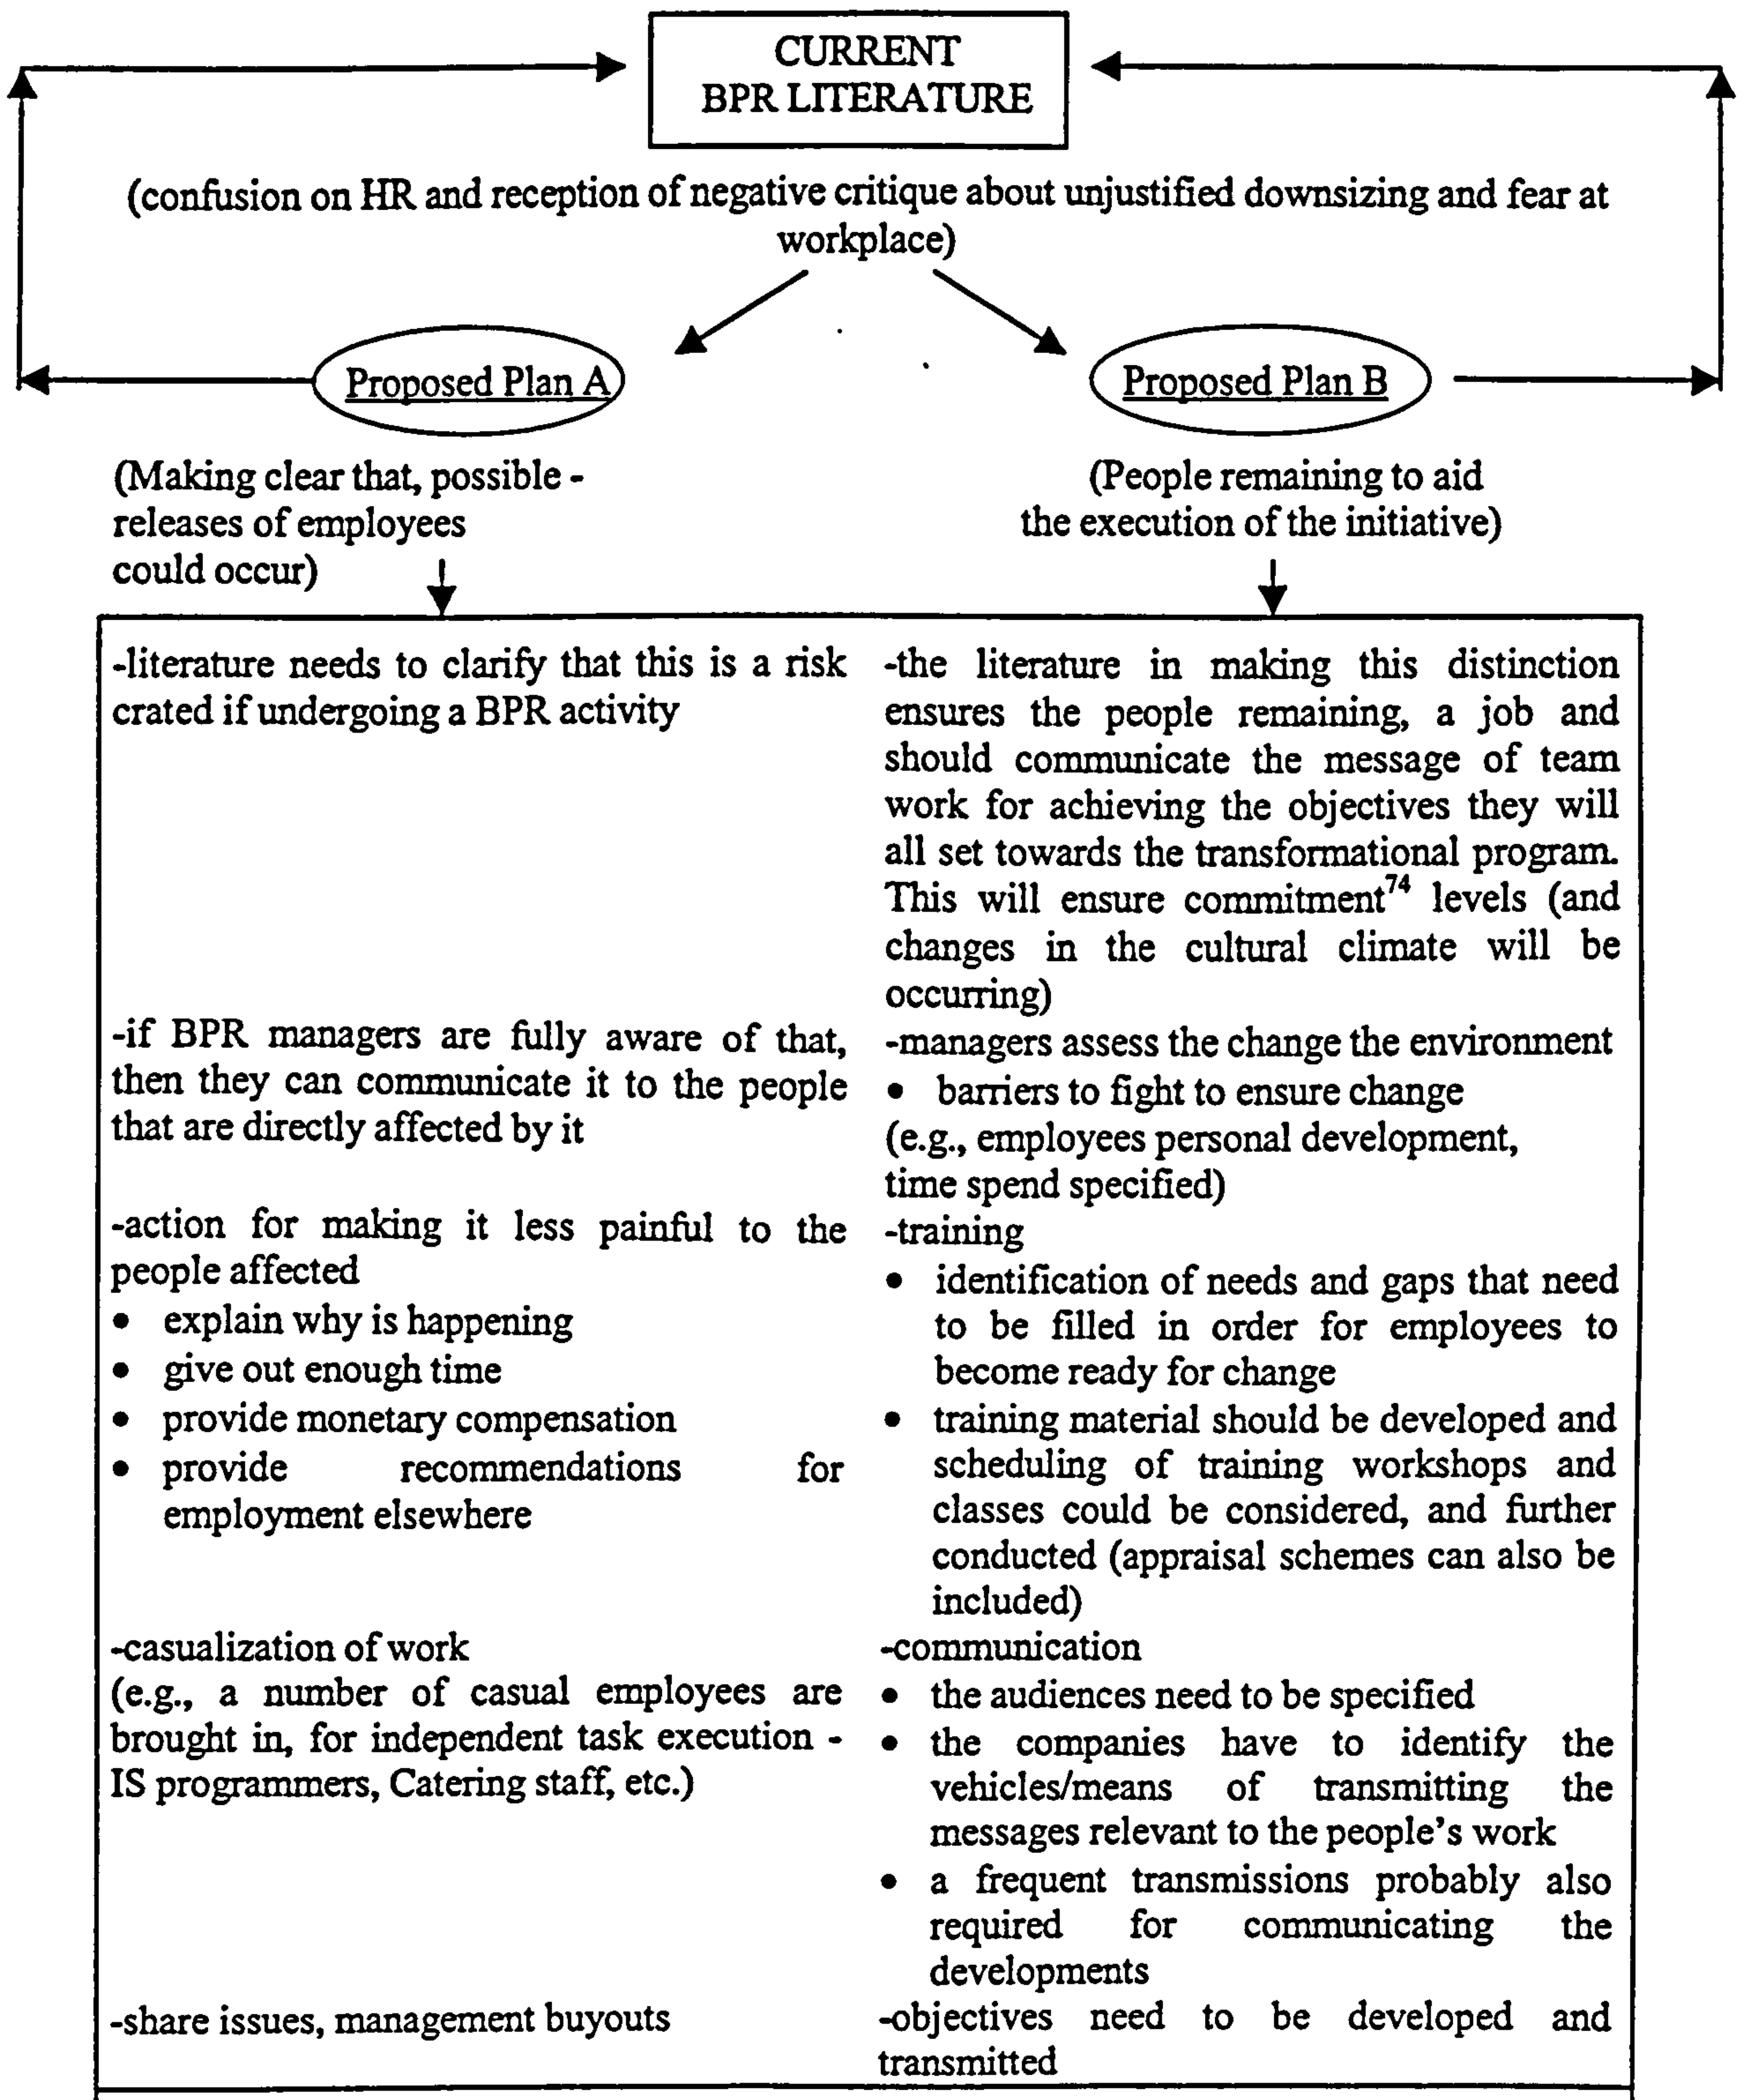 CURRENT
BPR LITERATURE
(confusion on HR and reception of negative critique about unjustified downsizing and fear at
workplace)
Proposed Plan A
Proposed Plan B
(Making clear that, possible -
releases of employees
could occur)
(People remaining to aid
the execution of the initiative)
-literature needs to clarify that this is a risk
crated if undergoing a BPR activity
-if BPR managers are fully aware of that,
then they can communicate it to the people
that are directly affected by it
-action for making it less painful to the
people affected
• explain why is happening
• give out enough time
• provide monetary compensation
• provide recommendations for
employment elsewhere
-casualization of work
(e.g., a number of casual employees are
brought in, for independent task execution -
IS programmers, Catering staff, etc.)
-share issues, management buyouts
-the literature in making this distinction
ensures the people remaining, a job and
should communicate the message of team
work for achieving the objectives they will
all set towards the transformational program.
This will ensure commitment⁷⁴ levels (and
changes in the cultural climate will be
occurring)
-managers assess the change the environment
• barriers to fight to ensure change
(e.g., employees personal development,
time spend specified)
-training
• identification of needs and gaps that need
to be filled in order for employees to
become ready for change
• training material should be developed and
scheduling of training workshops and
classes could be considered, and further
conducted (appraisal schemes can also be
included)
-communication
• the audiences need to be specified
• the companies have to identify the
vehicles/means of transmitting the
messages relevant to the people's work
• a frequent transmissions probably also
required for communicating the
developments
-objectives need to be developed and
transmitted